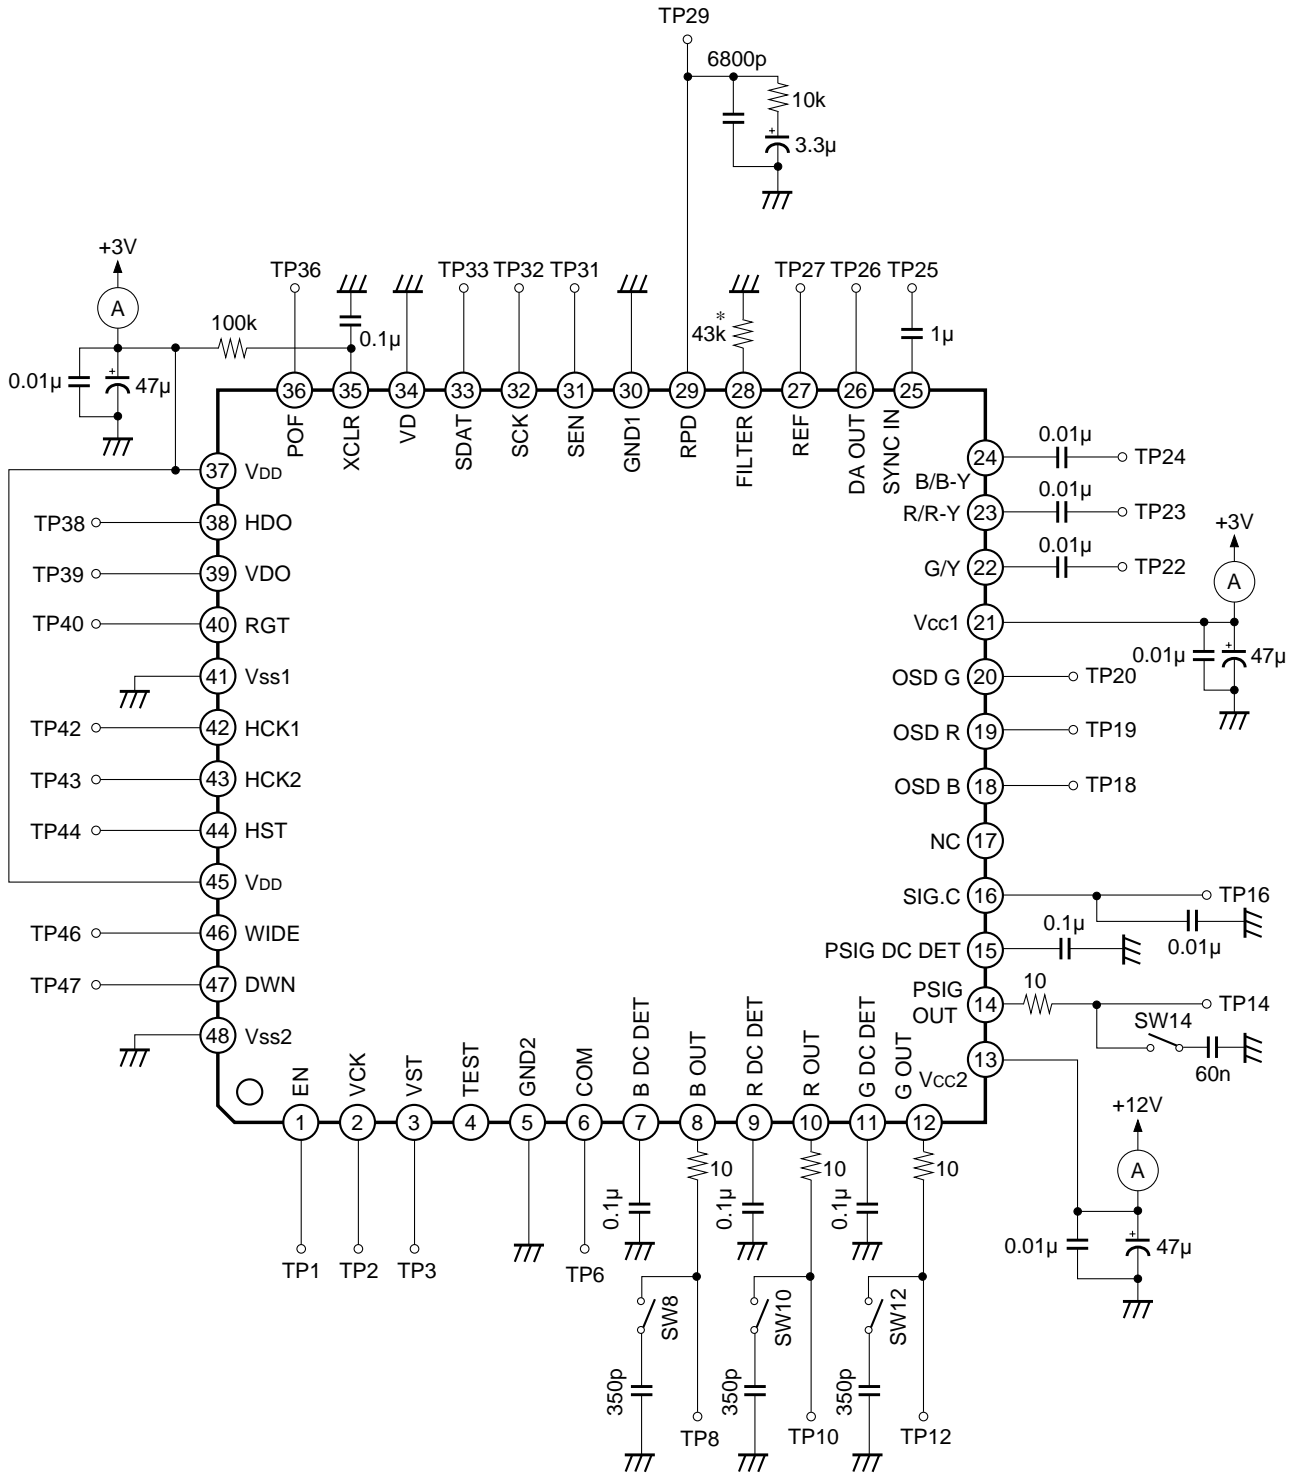 TP29
6800p
10k
+
3.3µ
+3V
A
100k
0.01µ
+
47µ
TP36
0.1µ
TP33
TP32
TP31
*
43k
TP27
TP26
TP25
1µ
36
35
34
33
32
31
30
29
28
27
26
25
POF
XCLR
VD
SDAT
SCK
SEN
GND1
RPD
FILTER
REF
DA OUT
SYNC IN
37 VDD
TP38 38 HDO
TP39 39 VDO
TP40 40 RGT
41 Vss1
TP42 42 HCK1
TP43 43 HCK2
TP44 44 HST
45 VDD
TP46 46 WIDE
TP47 47 DWN
48 Vss2
B/B-Y 24 0.01µ TP24
R/R-Y 23 0.01µ TP23
G/Y 22 0.01µ TP22
Vcc1 21
+3V
A
0.01µ
+
47µ
OSD G 20 TP20
OSD R 19 TP19
OSD B 18 TP18
NC 17
SIG.C 16 TP16
0.01µ
PSIG DC DET 15 0.1µ
PSIG
OUT
14 10 TP14
SW14
60n
VCC2 13
+12V
A
0.01µ
+
47µ
EN
VCK
VST
TEST
GND2
COM
B DC DET
B OUT
R DC DET
R OUT
G DC DET
G OUT
1
2
3
4
5
6
7
8
9
10
11
12
TP1
TP2
TP3
TP6
0.1µ
10
0.1µ
10
0.1µ
10
SW8
SW10
SW12
350p
350p
350p
TP8
TP10
TP12